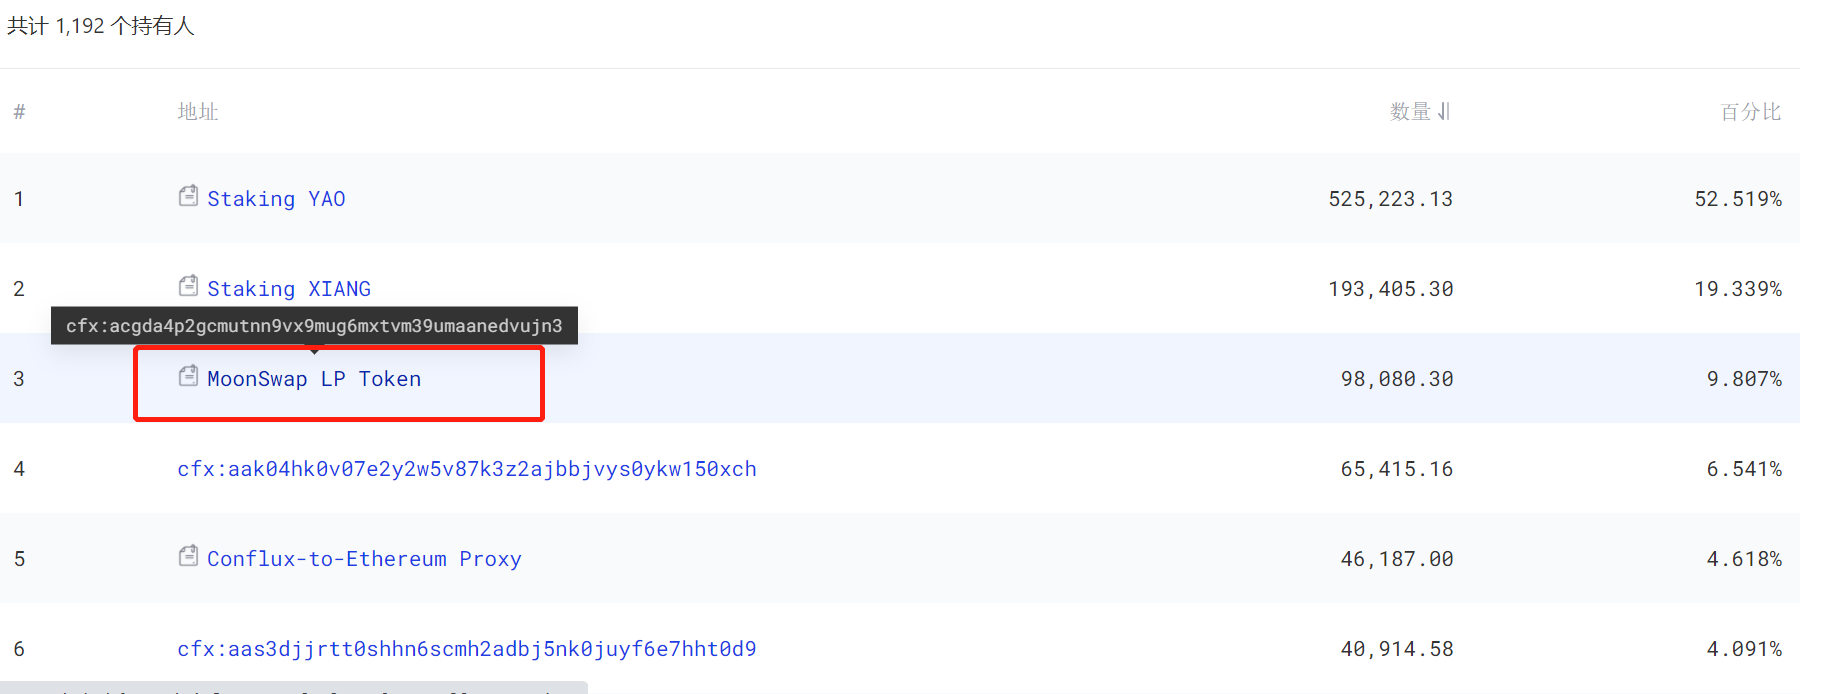 共计 1,192 个持有人
# 地址 数量 百分比
1 Staking YAO 525,223.13 52.519%
2 Staking XIANG 193,405.30 19.339%
cfx:acgda4p2gcmutnn9vx9mug6mxtvm39umaanedvujn3
3 MoonSwap LP Token 98,080.30 9.807%
4 cfx:aak04hk0v07e2y2w5v87k3z2ajbbjvys0ykw150xch 65,415.16 6.541%
5 Conflux-to-Ethereum Proxy 46,187.00 4.618%
6 cfx:aas3djjrtt0shhn6scmh2adbj5nk0juyf6e7hht0d9 40,914.58 4.091%